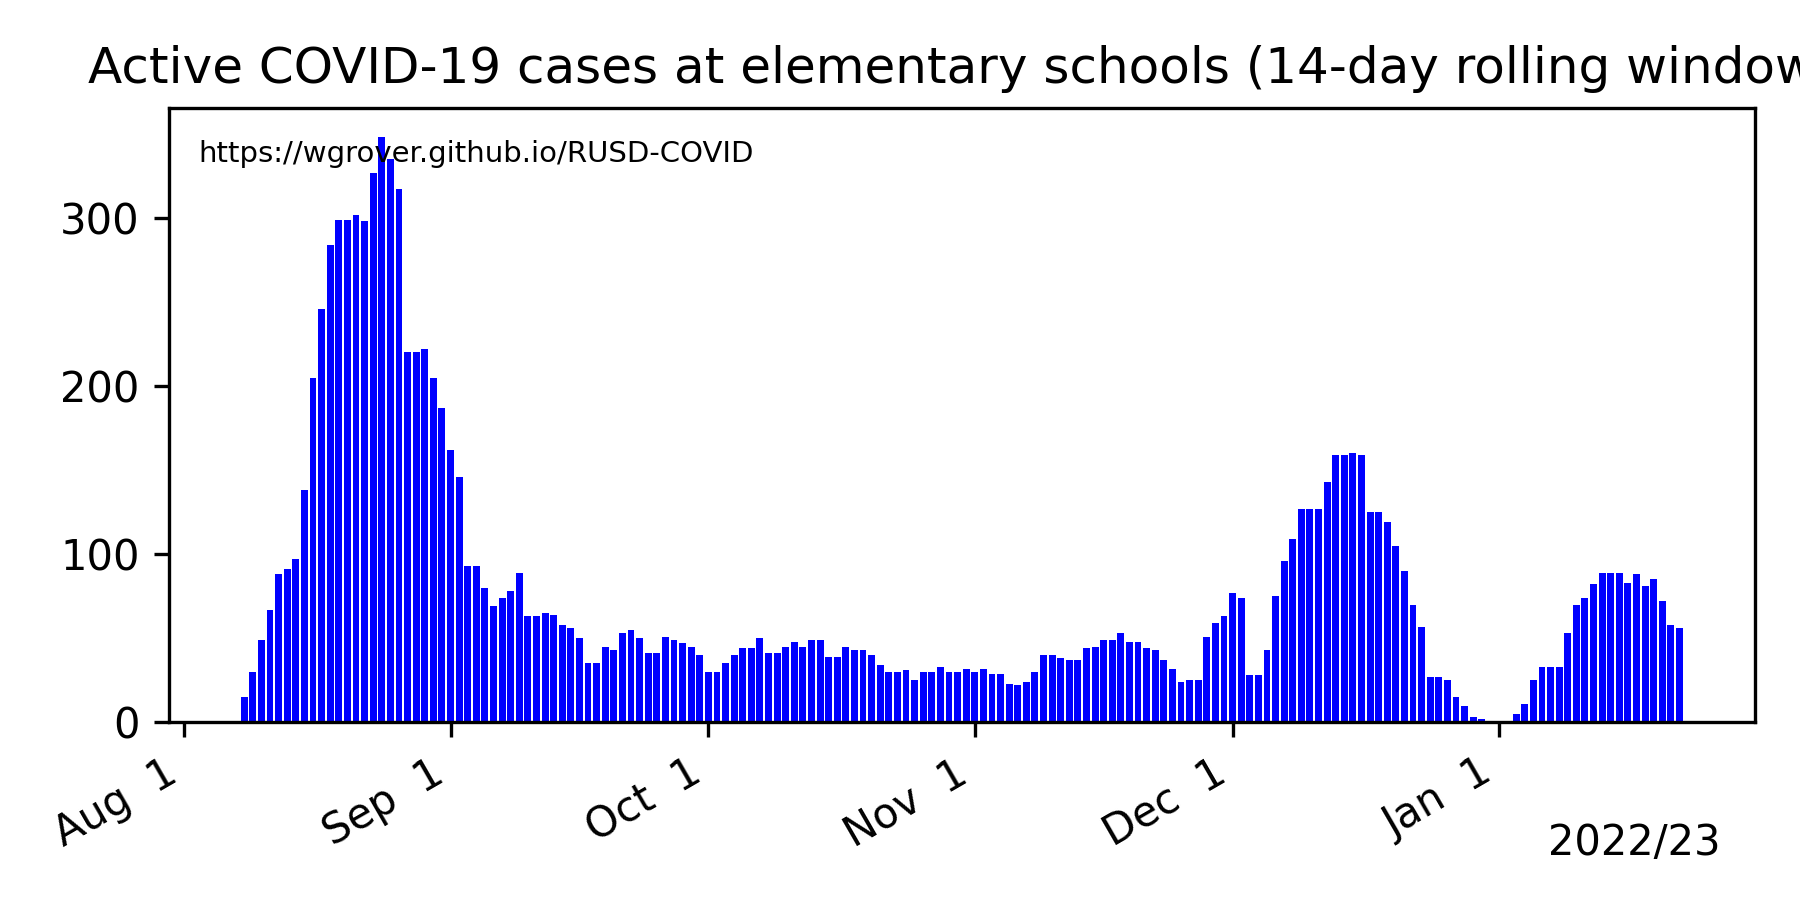 Active COVID-19 cases at elementary schools (14-day rolling window
https://wgrover.github.io/RUSD-COVID
300
200
100
0
Aug 1
Sep 1
Oct 1
Nov 1
Dec 1
Jan 1
2022/23